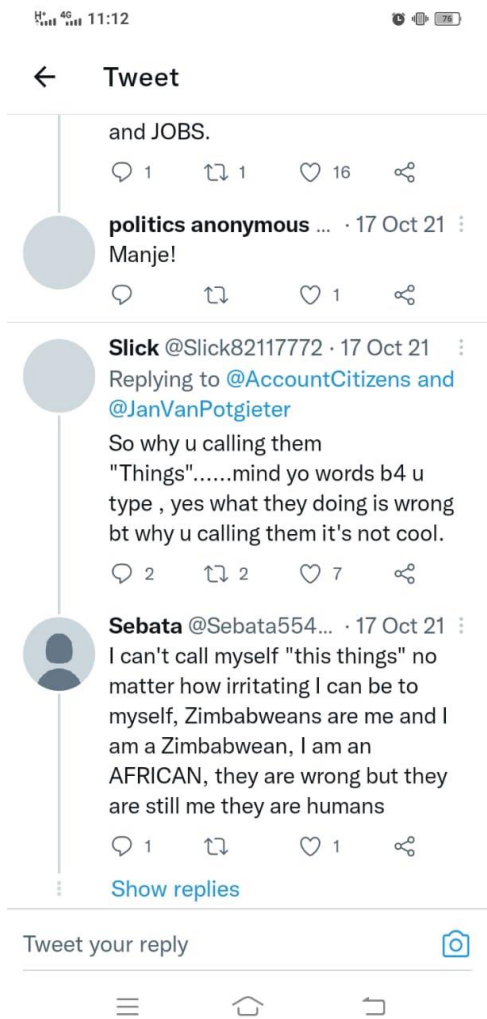 H+ 4G 11:12 76
Tweet
and JOBS.
1 1 16
politics anonymous ... · 17 Oct 21
Manje!
1
Slick @Slick82117772 · 17 Oct 21
Replying to @AccountCitizens and
@JanVanPotgieter
So why u calling them
"Things"......mind yo words b4 u
type , yes what they doing is wrong
bt why u calling them it's not cool.
2 2 7
Sebata @Sebata554... · 17 Oct 21
I can't call myself "this things" no
matter how irritating I can be to
myself, Zimbabweans are me and I
am a Zimbabwean, I am an
AFRICAN, they are wrong but they
are still me they are humans
1 1
Show replies
Tweet your reply